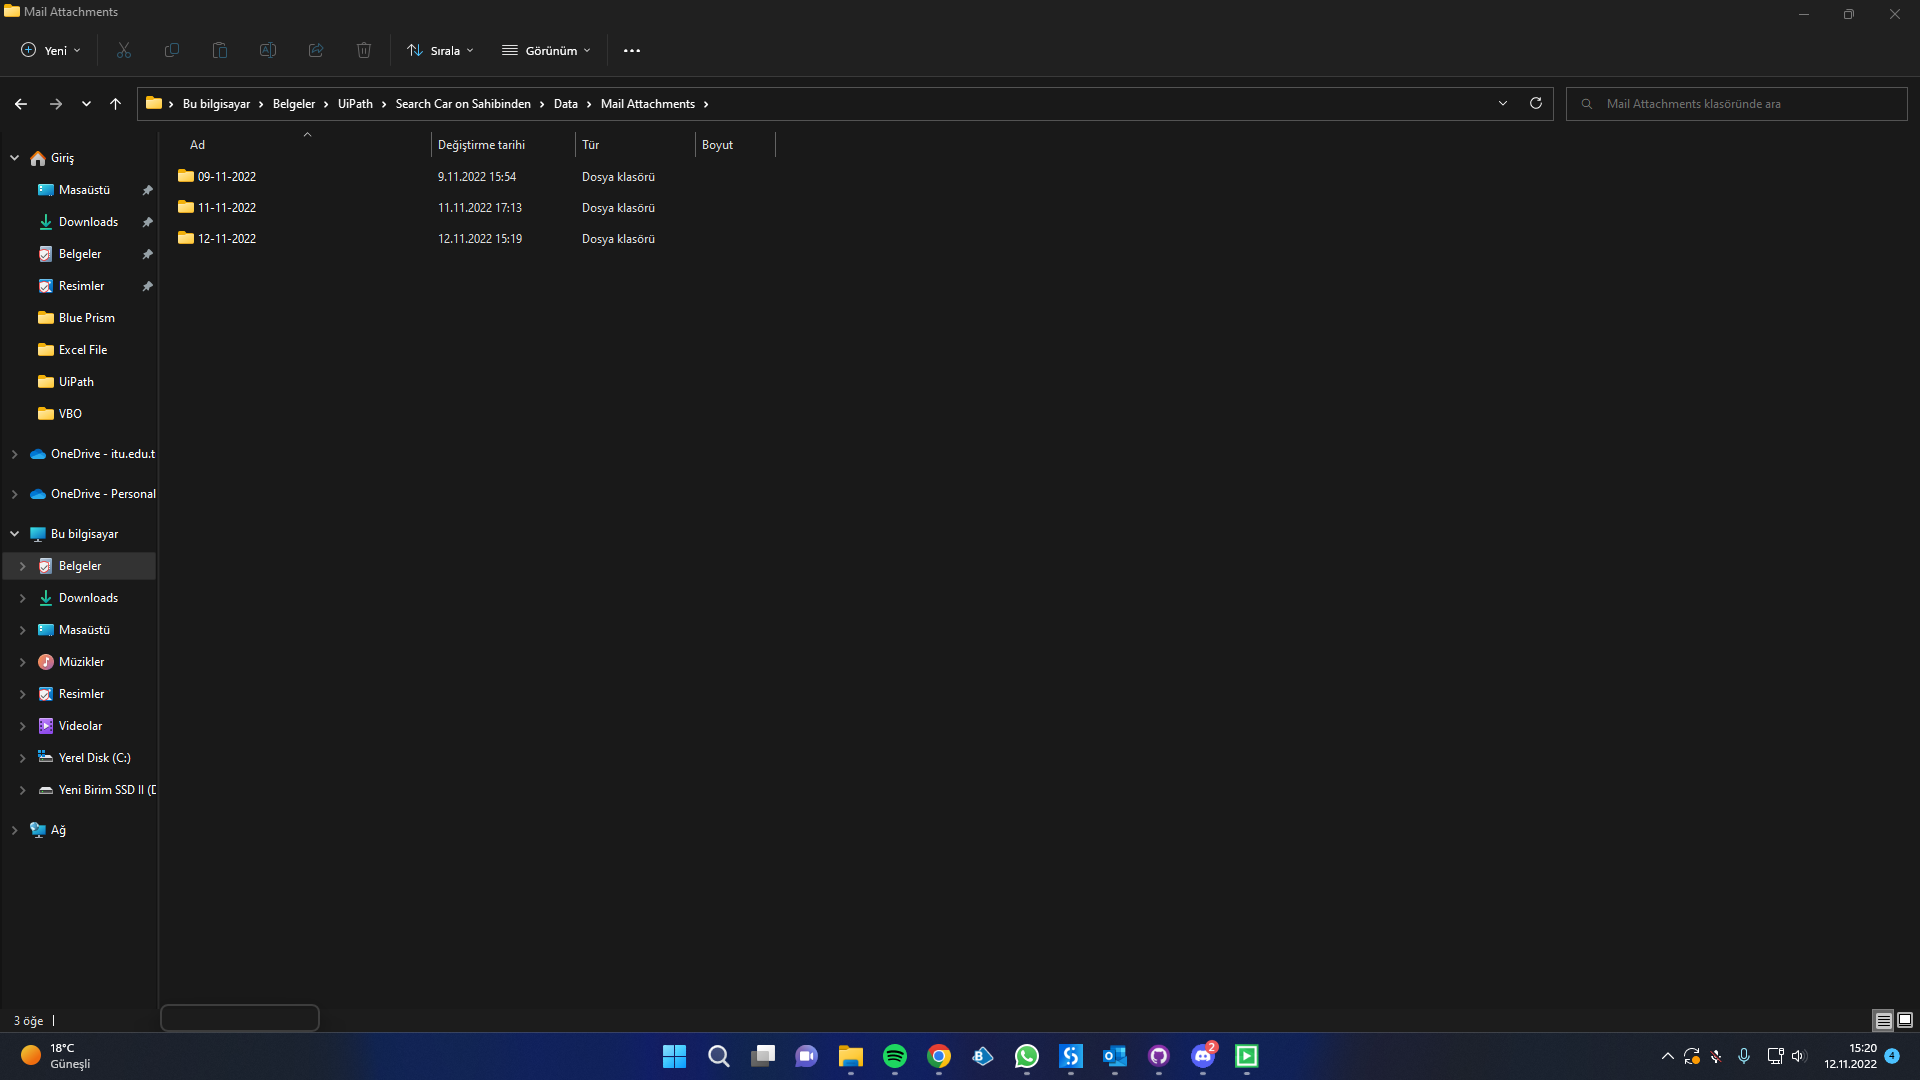 Mail Attachments
Yeni
Sırala
Görünüm
Bu bilgisayar > Belgeler > UiPath > Search Car on Sahibinden > Data > Mail Attachments >
Mail Attachments klasöründe ara
Ad Değiştirme tarihi Tür Boyut
09-11-2022 9.11.2022 15:54 Dosya klasörü
11-11-2022 11.11.2022 17:13 Dosya klasörü
12-11-2022 12.11.2022 15:19 Dosya klasörü
Giriş
Masaüstü
Downloads
Belgeler
Resimler
Blue Prism
Excel File
UiPath
VBO
OneDrive - itu.edu.t
OneDrive - Personal
Bu bilgisayar
Belgeler
Downloads
Masaüstü
Müzikler
Resimler
Videolar
Yerel Disk (C:)
Yeni Birim SSD II (D
Ağ
3 öğe
18°C
Güneşli
2
15:20
12.11.2022
4